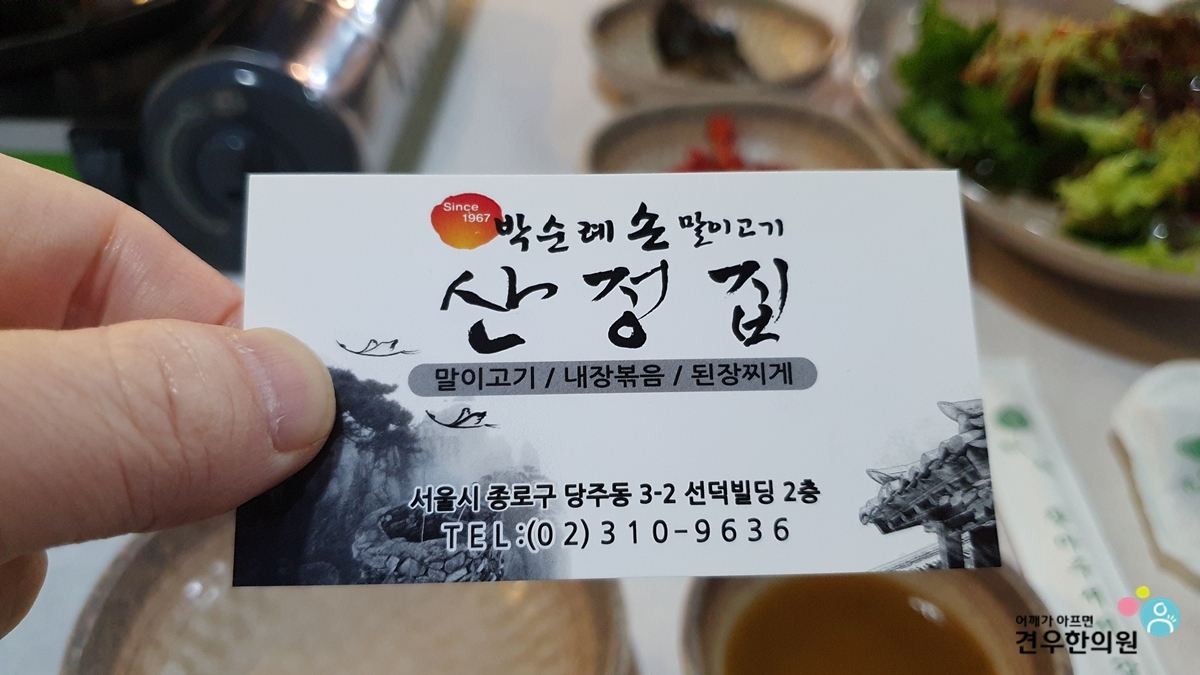 Since
1967
박순례 손 말이고기
산정집
말이고기 / 내장볶음 / 된장찌게
서울시 종로구 당주동 3-2 선덕빌딩 2층
TEL:(02)310-9636
어깨가 아프면
견우한의원